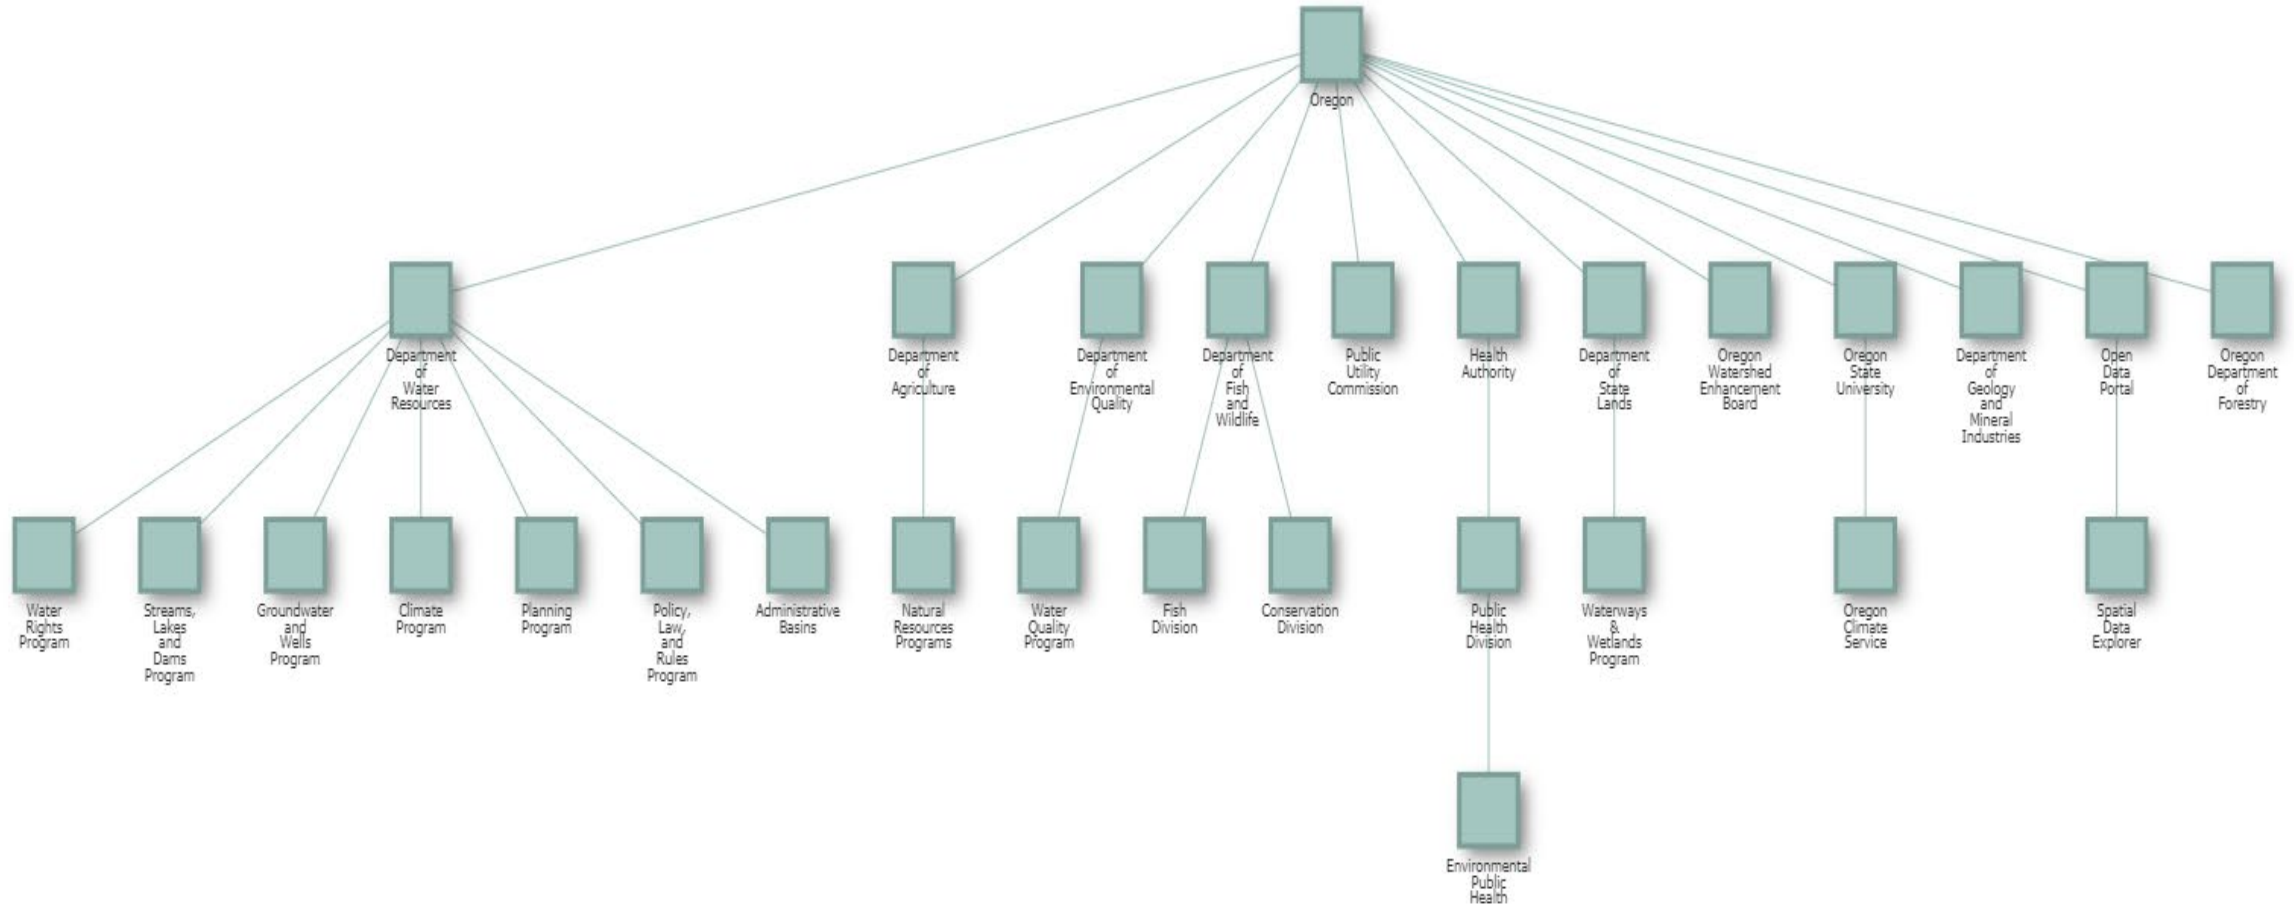 Oregon
Department
of
Water
Resources
Department
of
Agriculture
Department
of
Environmental
Quality
Department
of
Fish
and
Wildlife
Public
Utility
Commission
Health
Authority
Department
of
State
Lands
Oregon
Watershed
Enhancement
Board
Oregon
State
University
Department
of
Geology
and
Mineral
Industries
Open
Data
Portal
Oregon
Department
of
Forestry
Water
Rights
Program
Streams,
Lakes
and
Dams
Program
Groundwater
and
Wells
Program
Climate
Program
Planning
Program
Policy,
Law,
and
Rules
Program
Administrative
Basins
Natural
Resources
Programs
Water
Quality
Program
Fish
Division
Conservation
Division
Public
Health
Division
Waterways
&
Wetlands
Program
Oregon
Climate
Service
Spatial
Data
Explorer
Environmental
Public
Health